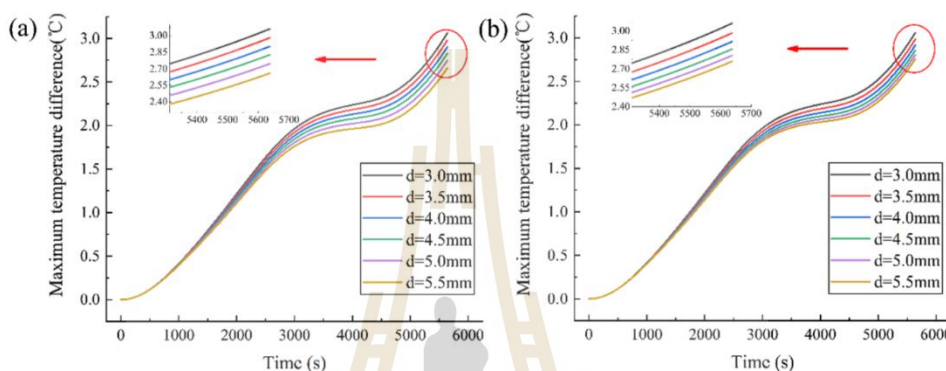 (a)
Maximum temperature difference(℃)
3.0
2.5
2.0
1.5
1.0
0.5
0.0
3.00
2.85
2.70
2.55
2.40
5400 5500 5600 5700
d=3.0mm
d=3.5mm
d=4.0mm
d=4.5mm
d=5.0mm
d=5.5mm
0 1000 2000 3000 4000 5000 6000
Time (s)
(b)
Maximum temperature difference(℃)
3.0
2.5
2.0
1.5
1.0
0.5
0.0
3.00
2.85
2.70
2.55
2.40
5400 5500 5600 5700
d=3.0mm
d=3.5mm
d=4.0mm
d=4.5mm
d=5.0mm
d=5.5mm
0 1000 2000 3000 4000 5000 6000
Time (s)